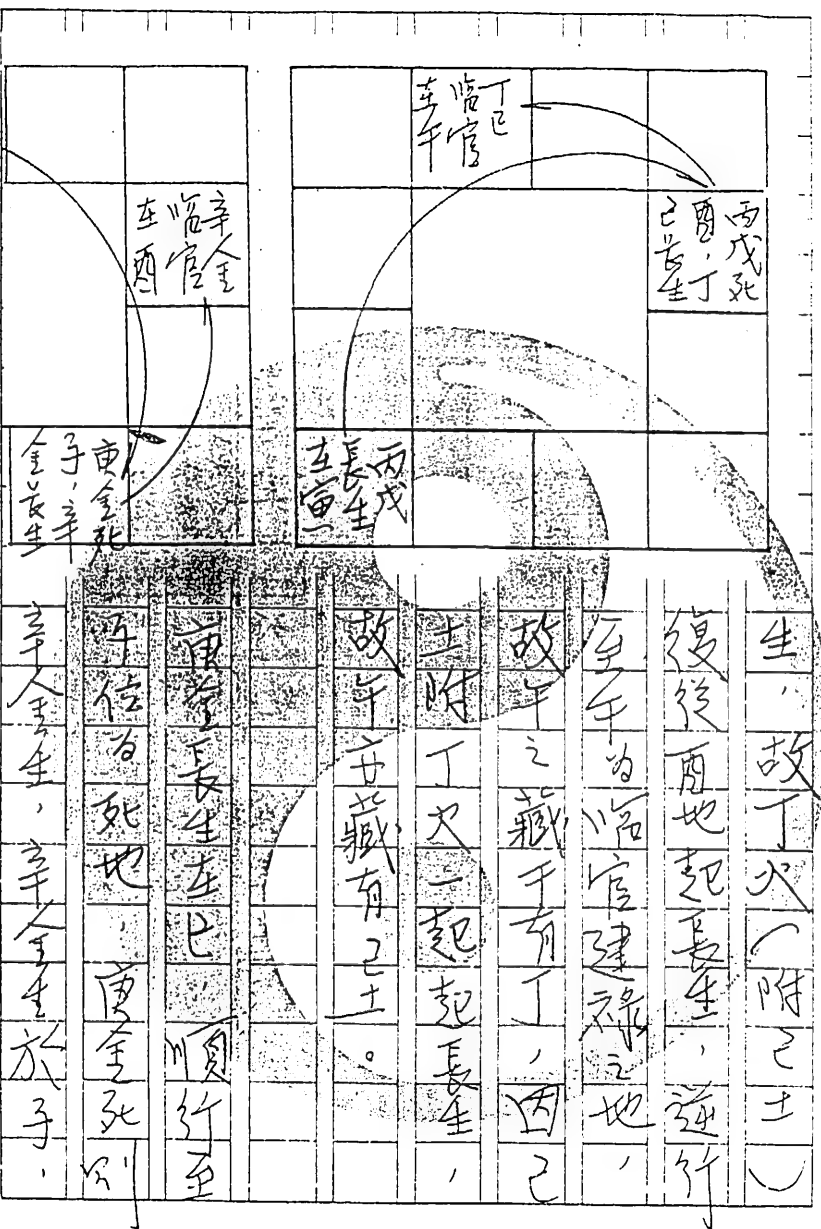 丁己
臨官
在午
丙戊死
酉，丁
己長生
丙戊
長生
在寅
辛金
臨官
在酉
庚金死
子，辛
金長生
生，故丁火（附己土）
復從酉地起長生，逆行
至午為臨官建祿之地，
故午之藏干有丁，因己
土附丁火一起起長生，
故午亦藏有己土。
庚金長生在巳，順行至
子位為死地，庚金死則
辛金生，辛金生於子，